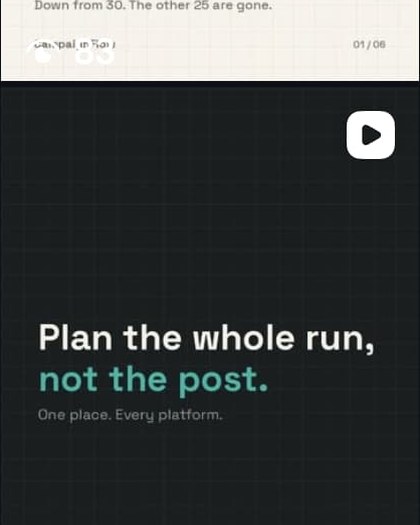 Down from 30. The other 25 are gone.
01/06
Plan the whole run,
not the post.
One place. Every platform.